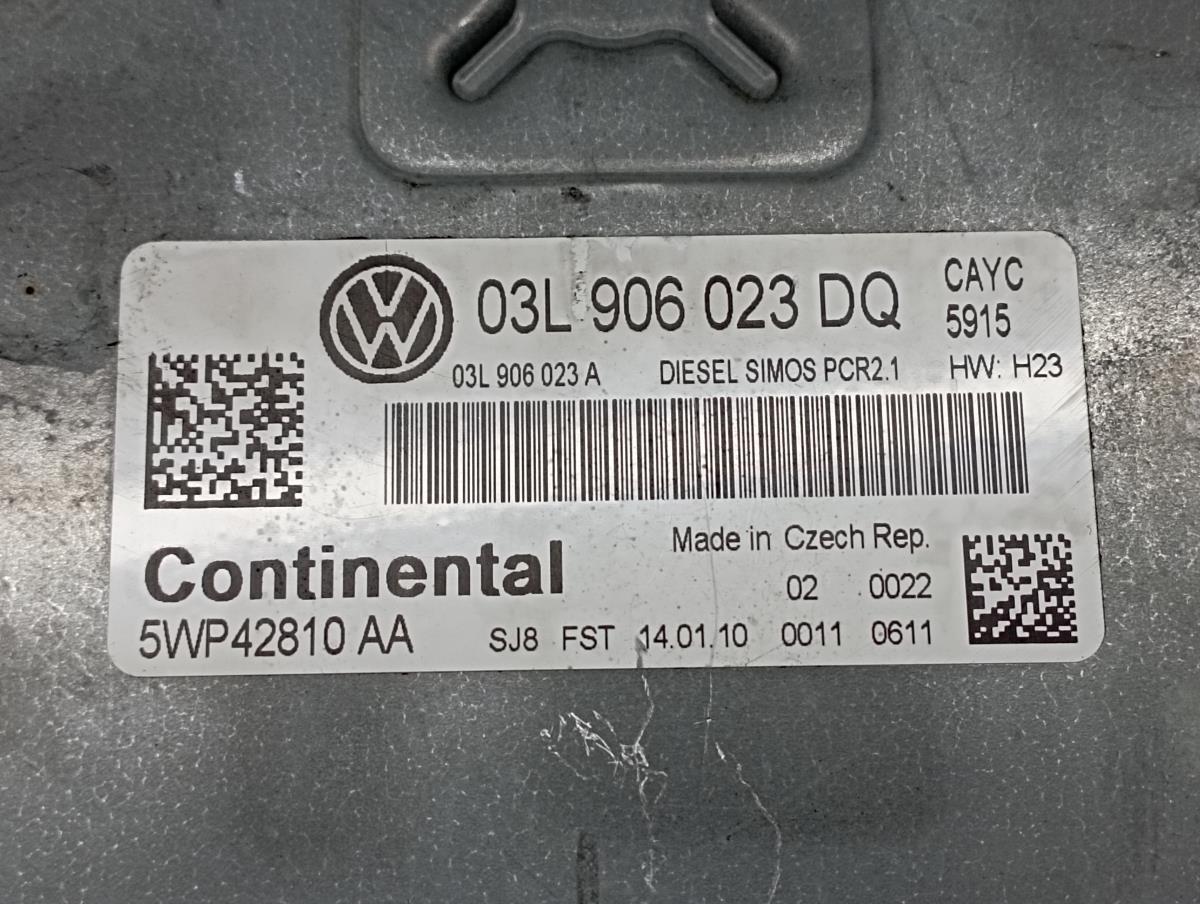 03L 906 023 DQ
CAYC
5915
03L 906 023 A DIESEL SIMOS PCR2.1 HW: H23
Continental
Made in Czech Rep.
02 0022
5WP42810 AA
SJ8 FST 14.01.10 0011 0611